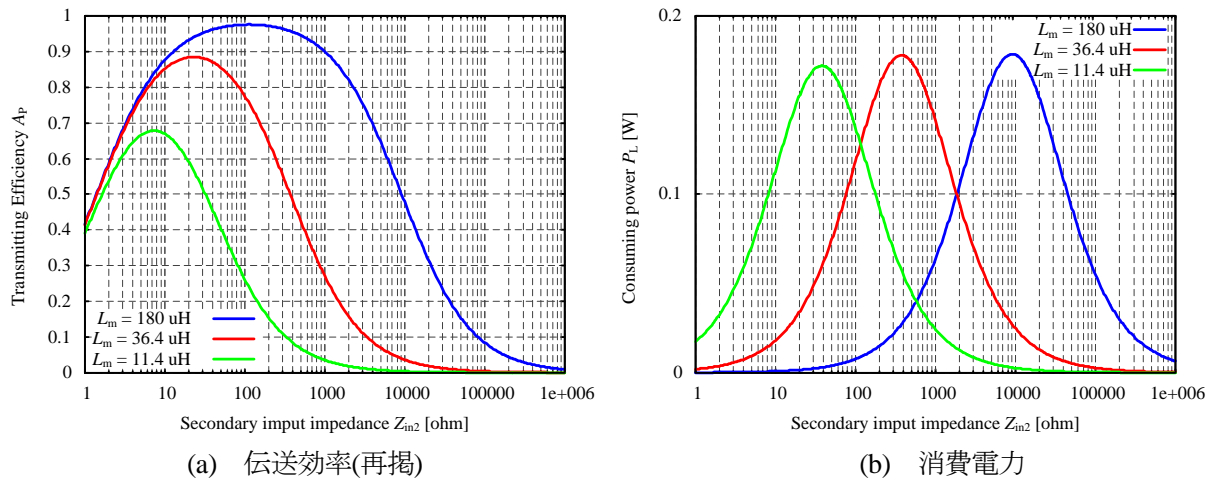 1
0.9
0.8
0.7
0.6
0.5
0.4
0.3
0.2
0.1
0
Transmitting Efficiency AP
Lm = 180 uH
Lm = 36.4 uH
Lm = 11.4 uH
1 10 100 1000 10000 100000 1e+006
Secondary imput impedance Zin2 [ohm]
(a) 伝送効率(再掲)
0.2
0.1
0
Consuming power PL [W]
Lm = 180 uH
Lm = 36.4 uH
Lm = 11.4 uH
1 10 100 1000 10000 100000 1e+006
Secondary imput impedance Zin2 [ohm]
(b) 消費電力